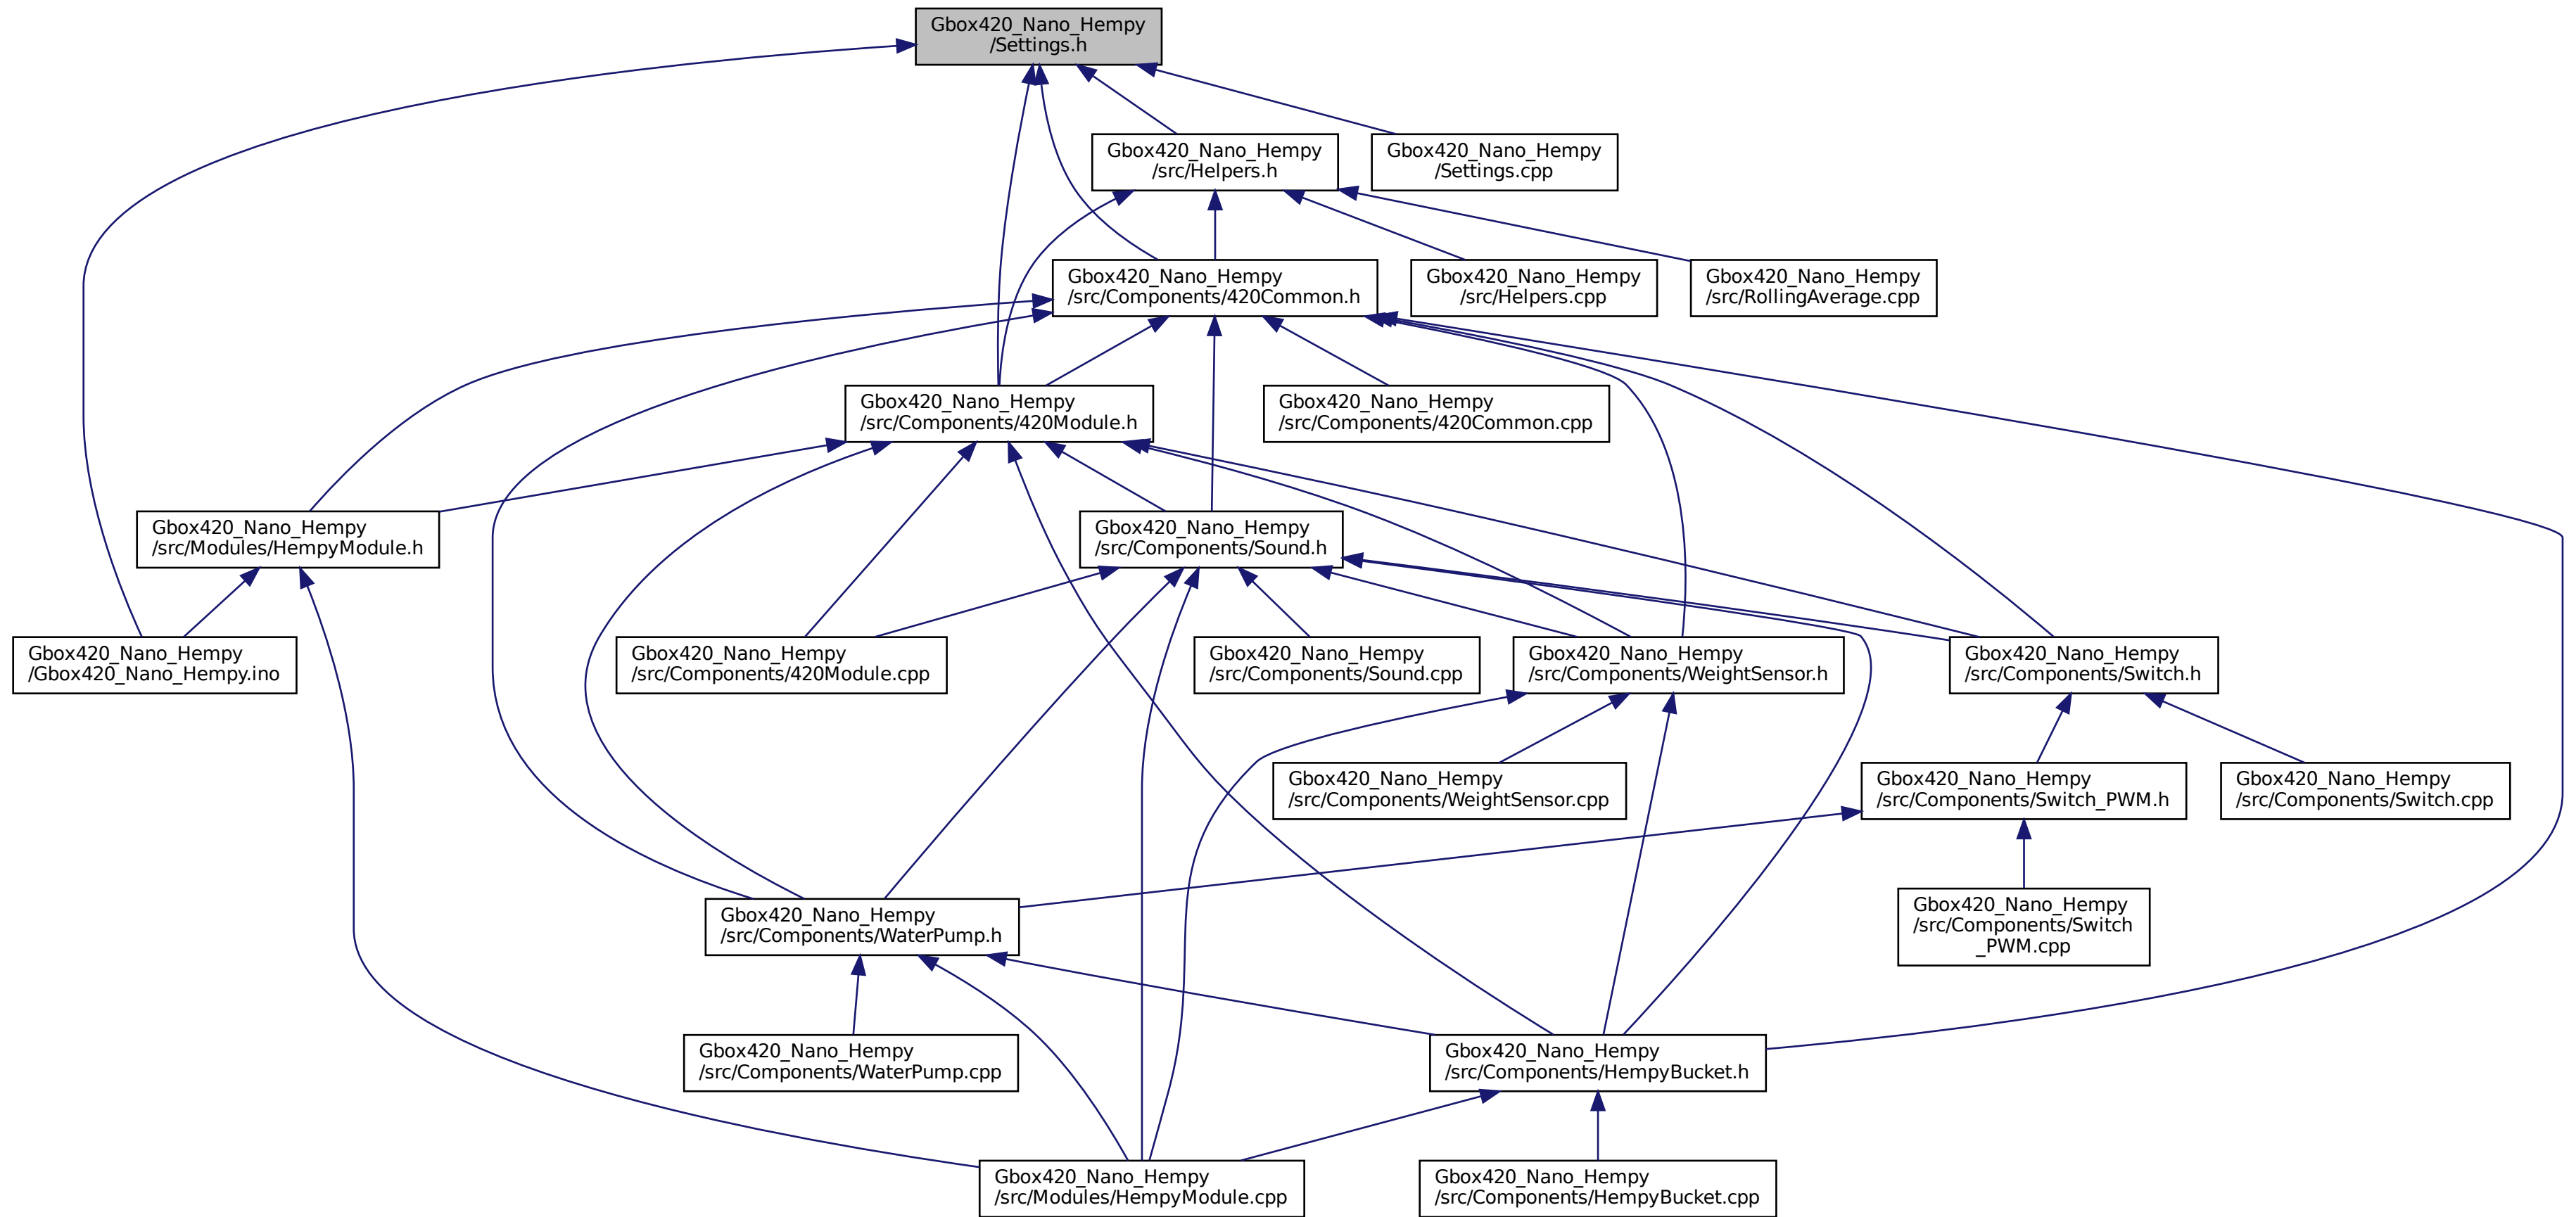 Gbox420_Nano_Hempy
/Settings.h
Gbox420_Nano_Hempy
/src/Helpers.h
Gbox420_Nano_Hempy
/Settings.cpp
Gbox420_Nano_Hempy
/src/Components/420Common.h
Gbox420_Nano_Hempy
/src/Helpers.cpp
Gbox420_Nano_Hempy
/src/RollingAverage.cpp
Gbox420_Nano_Hempy
/src/Components/420Module.h
Gbox420_Nano_Hempy
/src/Components/420Common.cpp
Gbox420_Nano_Hempy
/src/Modules/HempyModule.h
Gbox420_Nano_Hempy
/src/Components/Sound.h
Gbox420_Nano_Hempy
/Gbox420_Nano_Hempy.ino
Gbox420_Nano_Hempy
/src/Components/420Module.cpp
Gbox420_Nano_Hempy
/src/Components/Sound.cpp
Gbox420_Nano_Hempy
/src/Components/WeightSensor.h
Gbox420_Nano_Hempy
/src/Components/Switch.h
Gbox420_Nano_Hempy
/src/Components/WeightSensor.cpp
Gbox420_Nano_Hempy
/src/Components/Switch_PWM.h
Gbox420_Nano_Hempy
/src/Components/Switch.cpp
Gbox420_Nano_Hempy
/src/Components/WaterPump.h
Gbox420_Nano_Hempy
/src/Components/Switch
_PWM.cpp
Gbox420_Nano_Hempy
/src/Components/WaterPump.cpp
Gbox420_Nano_Hempy
/src/Components/HempyBucket.h
Gbox420_Nano_Hempy
/src/Modules/HempyModule.cpp
Gbox420_Nano_Hempy
/src/Components/HempyBucket.cpp